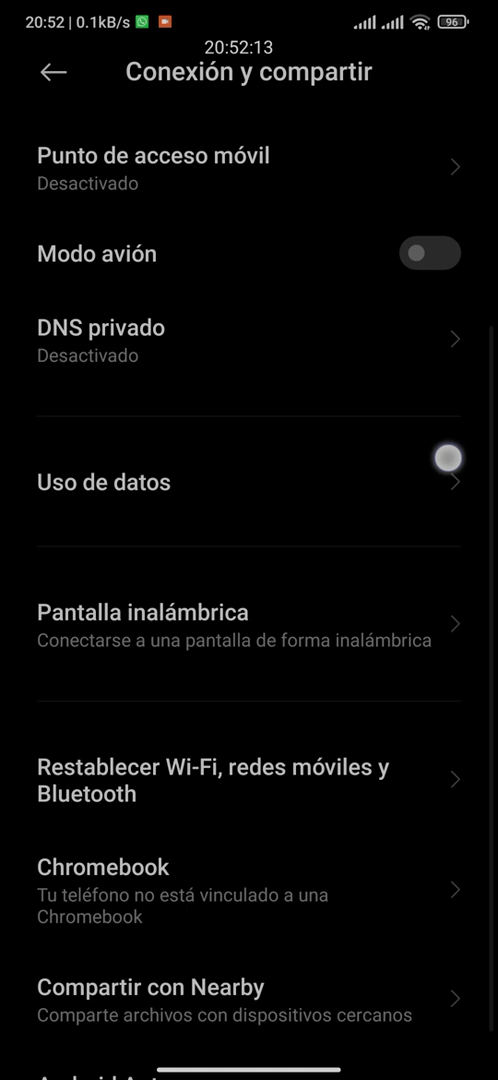 20:52 | 0.1kB/s
96
20:52:13
Conexión y compartir
Punto de acceso móvil
Desactivado
Modo avión
DNS privado
Desactivado
Uso de datos
Pantalla inalámbrica
Conectarse a una pantalla de forma inalámbrica
Restablecer Wi-Fi, redes móviles y
Bluetooth
Chromebook
Tu teléfono no está vinculado a una
Chromebook
Compartir con Nearby
Comparte archivos con dispositivos cercanos